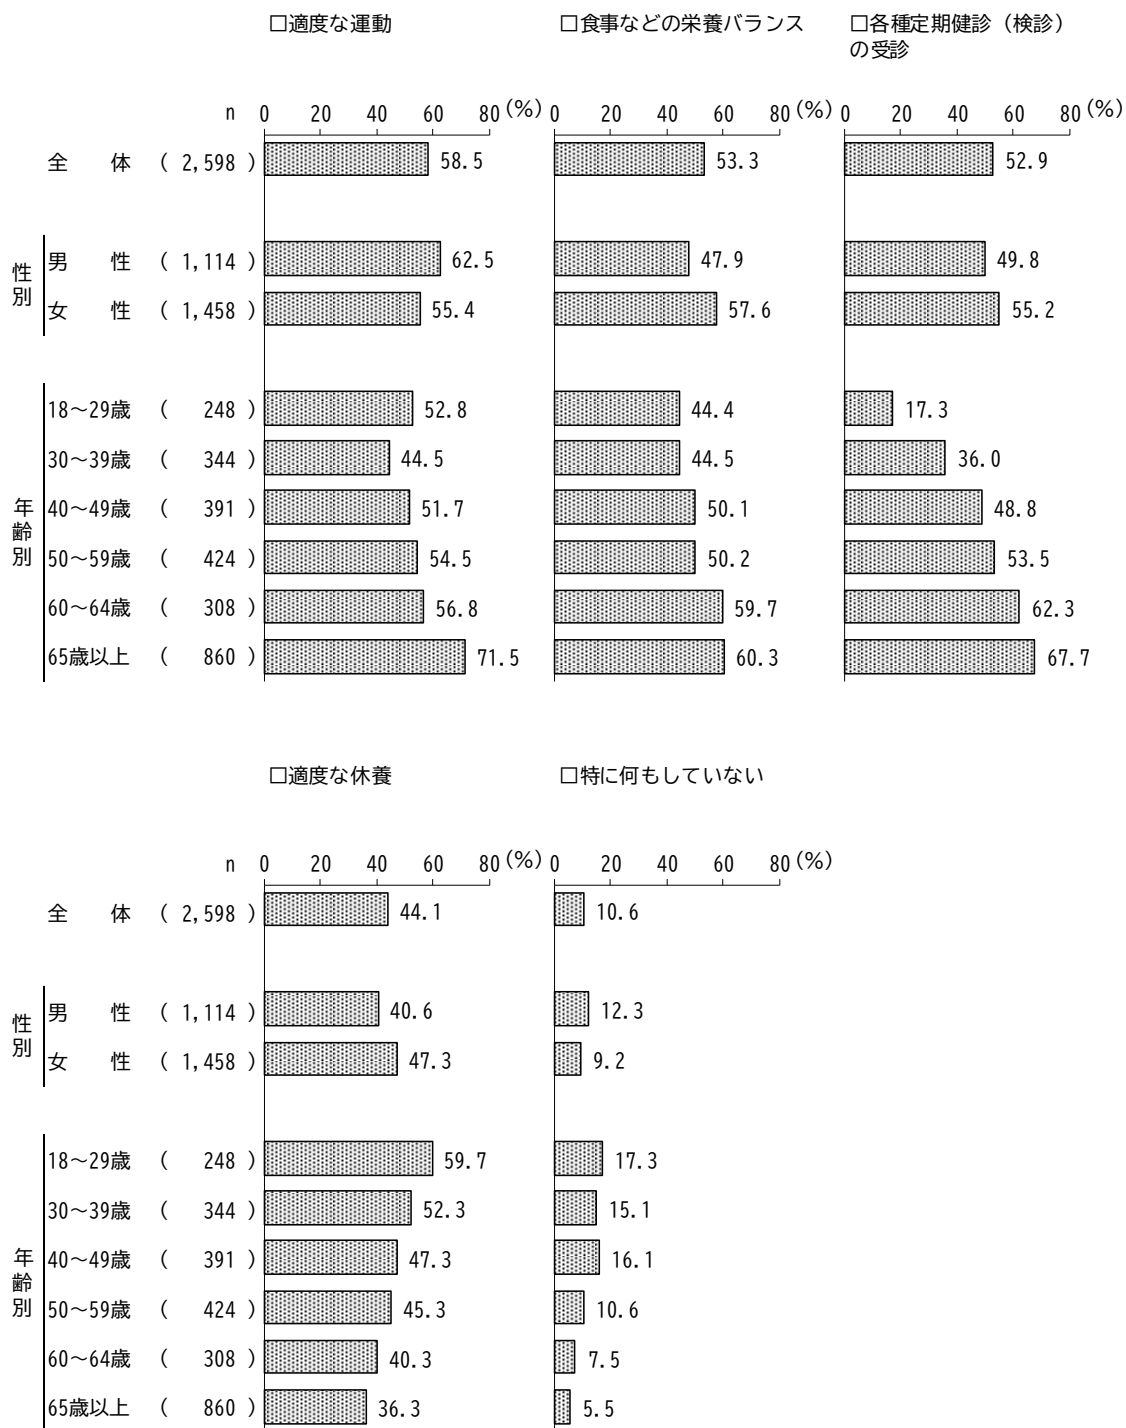 □適度な運動 □食事などの栄養バランス □各種定期健診（検診）
の受診
n 0 20 40 60 80 (%) 0 20 40 60 80 (%) 0 20 40 60 80 (%)
全 体 ( 2,598 ) 58.5 53.3 52.9
性別
男 性 ( 1,114 ) 62.5 47.9 49.8
女 性 ( 1,458 ) 55.4 57.6 55.2
年齢別
18～29歳 ( 248 ) 52.8 44.4 17.3
30～39歳 ( 344 ) 44.5 44.5 36.0
40～49歳 ( 391 ) 51.7 50.1 48.8
50～59歳 ( 424 ) 54.5 50.2 53.5
60～64歳 ( 308 ) 56.8 59.7 62.3
65歳以上 ( 860 ) 71.5 60.3 67.7
□適度な休養 □特に何もしていない
n 0 20 40 60 80 (%) 0 20 40 60 80 (%)
全 体 ( 2,598 ) 44.1 10.6
性別
男 性 ( 1,114 ) 40.6 12.3
女 性 ( 1,458 ) 47.3 9.2
年齢別
18～29歳 ( 248 ) 59.7 17.3
30～39歳 ( 344 ) 52.3 15.1
40～49歳 ( 391 ) 47.3 16.1
50～59歳 ( 424 ) 45.3 10.6
60～64歳 ( 308 ) 40.3 7.5
65歳以上 ( 860 ) 36.3 5.5